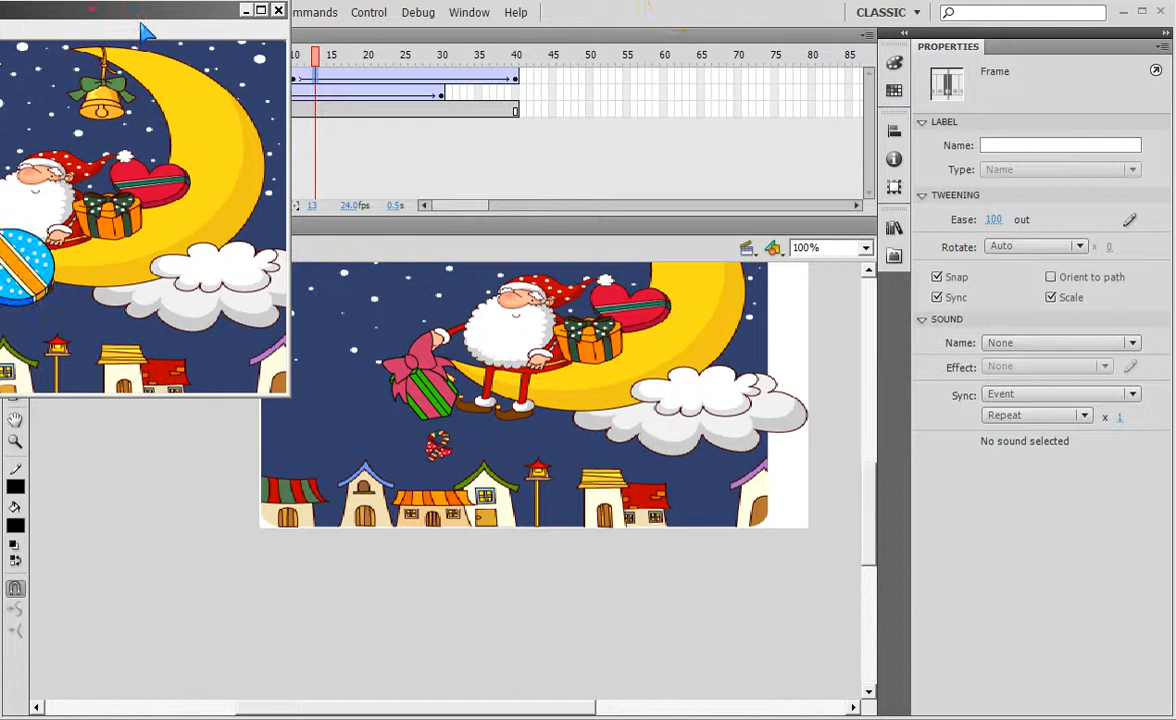 mmands Control Debug Window Help
CLASSIC
10 15 20 25 30 35 40 45 50 55 60 65 70 75 80 85
13 24.0fps 0.5s
100%
PROPERTIES
Frame
LABEL
Name:
Type: Name
TWEENING
Ease: 100 out
Rotate: Auto x 0
Snap Orient to path
Sync Scale
SOUND
Name: None
Effect: None
Sync: Event
Repeat x 1
No sound selected